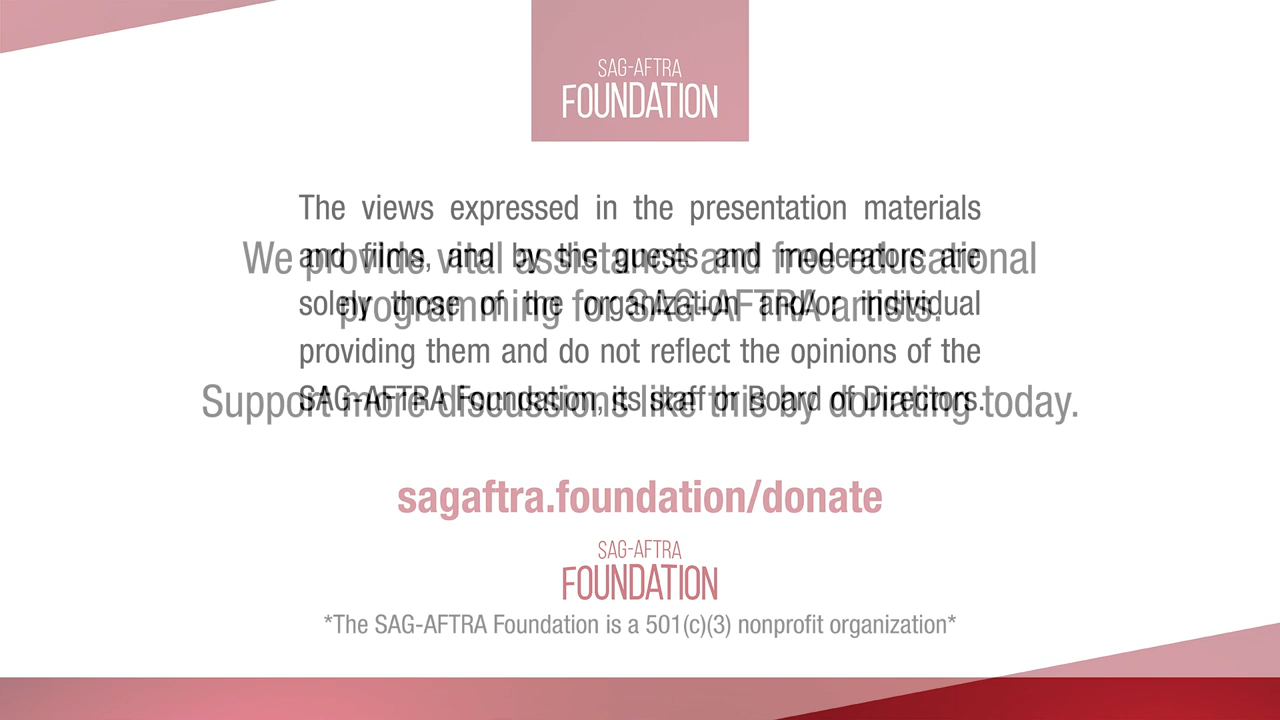 SAG-AFTRA
FOUNDATION
The views expressed in the presentation materials
and films, and by the guests and moderators are
We provide vital assistance and free educational
solely those of the organization and/or individual
programming for SAG-AFTRA artists.
providing them and do not reflect the opinions of the
SAG-AFTRA Foundation, its staff or Board of Directors.
Support more discussions like this by donating today.
sagaftra.foundation/donate
SAG-AFTRA
FOUNDATION
*The SAG-AFTRA Foundation is a 501(c)(3) nonprofit organization*